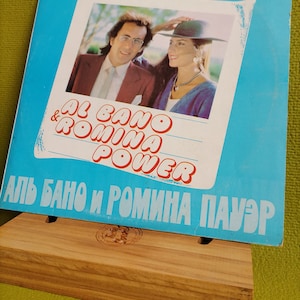 AL BANO
& ROMINA
POWER
АЛЬ БАНО и РОМИНА ПАУЭР